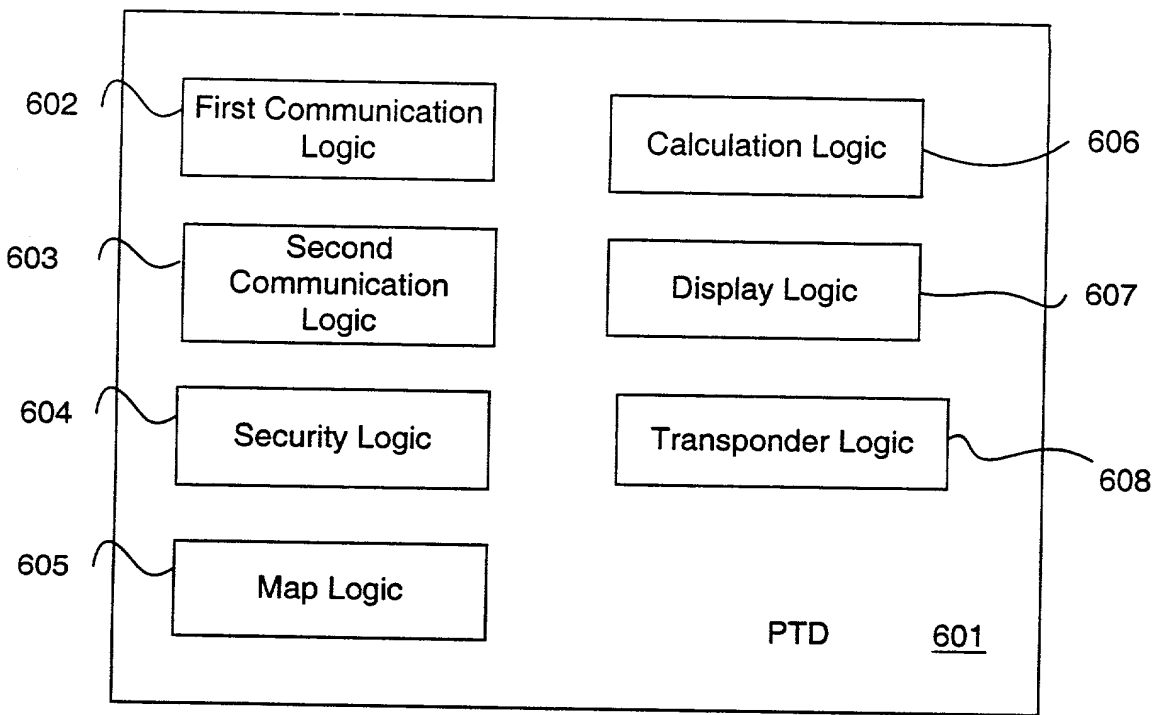 602
First Communication
Logic
603
Second
Communication
Logic
604
Security Logic
605
Map Logic
Calculation Logic
606
Display Logic
607
Transponder Logic
608
PTD 601